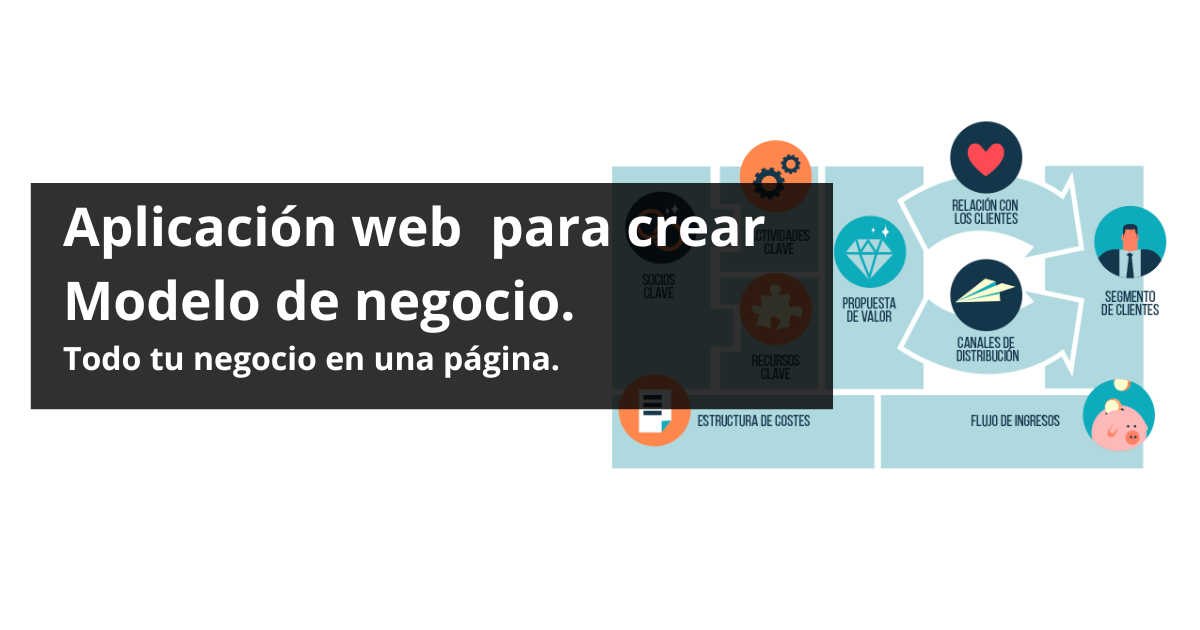 Aplicación web  para crear
Modelo de negocio.
Todo tu negocio en una página.
SOCIOS
CLAVE
ACTIVIDADES
CLAVE
RECURSOS
CLAVE
PROPUESTA
DE VALOR
RELACIÓN CON
LOS CLIENTES
CANALES DE
DISTRIBUCIÓN
SEGMENTO
DE CLIENTES
ESTRUCTURA DE COSTES
FLUJO DE INGRESOS